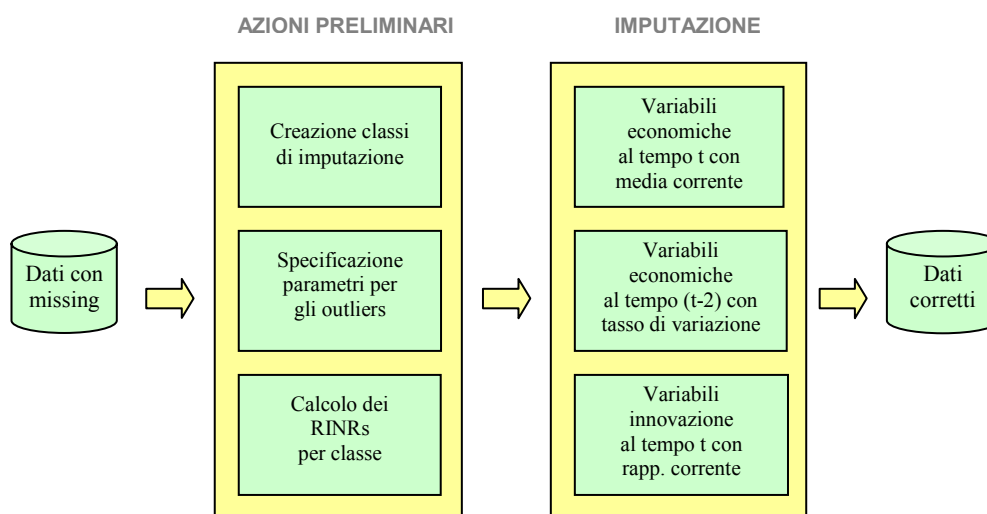 AZIONI PRELIMINARI
IMPUTAZIONE
Dati con
missing
Creazione classi
di imputazione
Specificazione
parametri per
gli outliers
Calcolo dei
RINRs
per classe
Variabili
economiche
al tempo t con
media corrente
Variabili
economiche
al tempo (t-2) con
tasso di variazione
Variabili
innovazione
al tempo t con
rapp. corrente
Dati
corretti